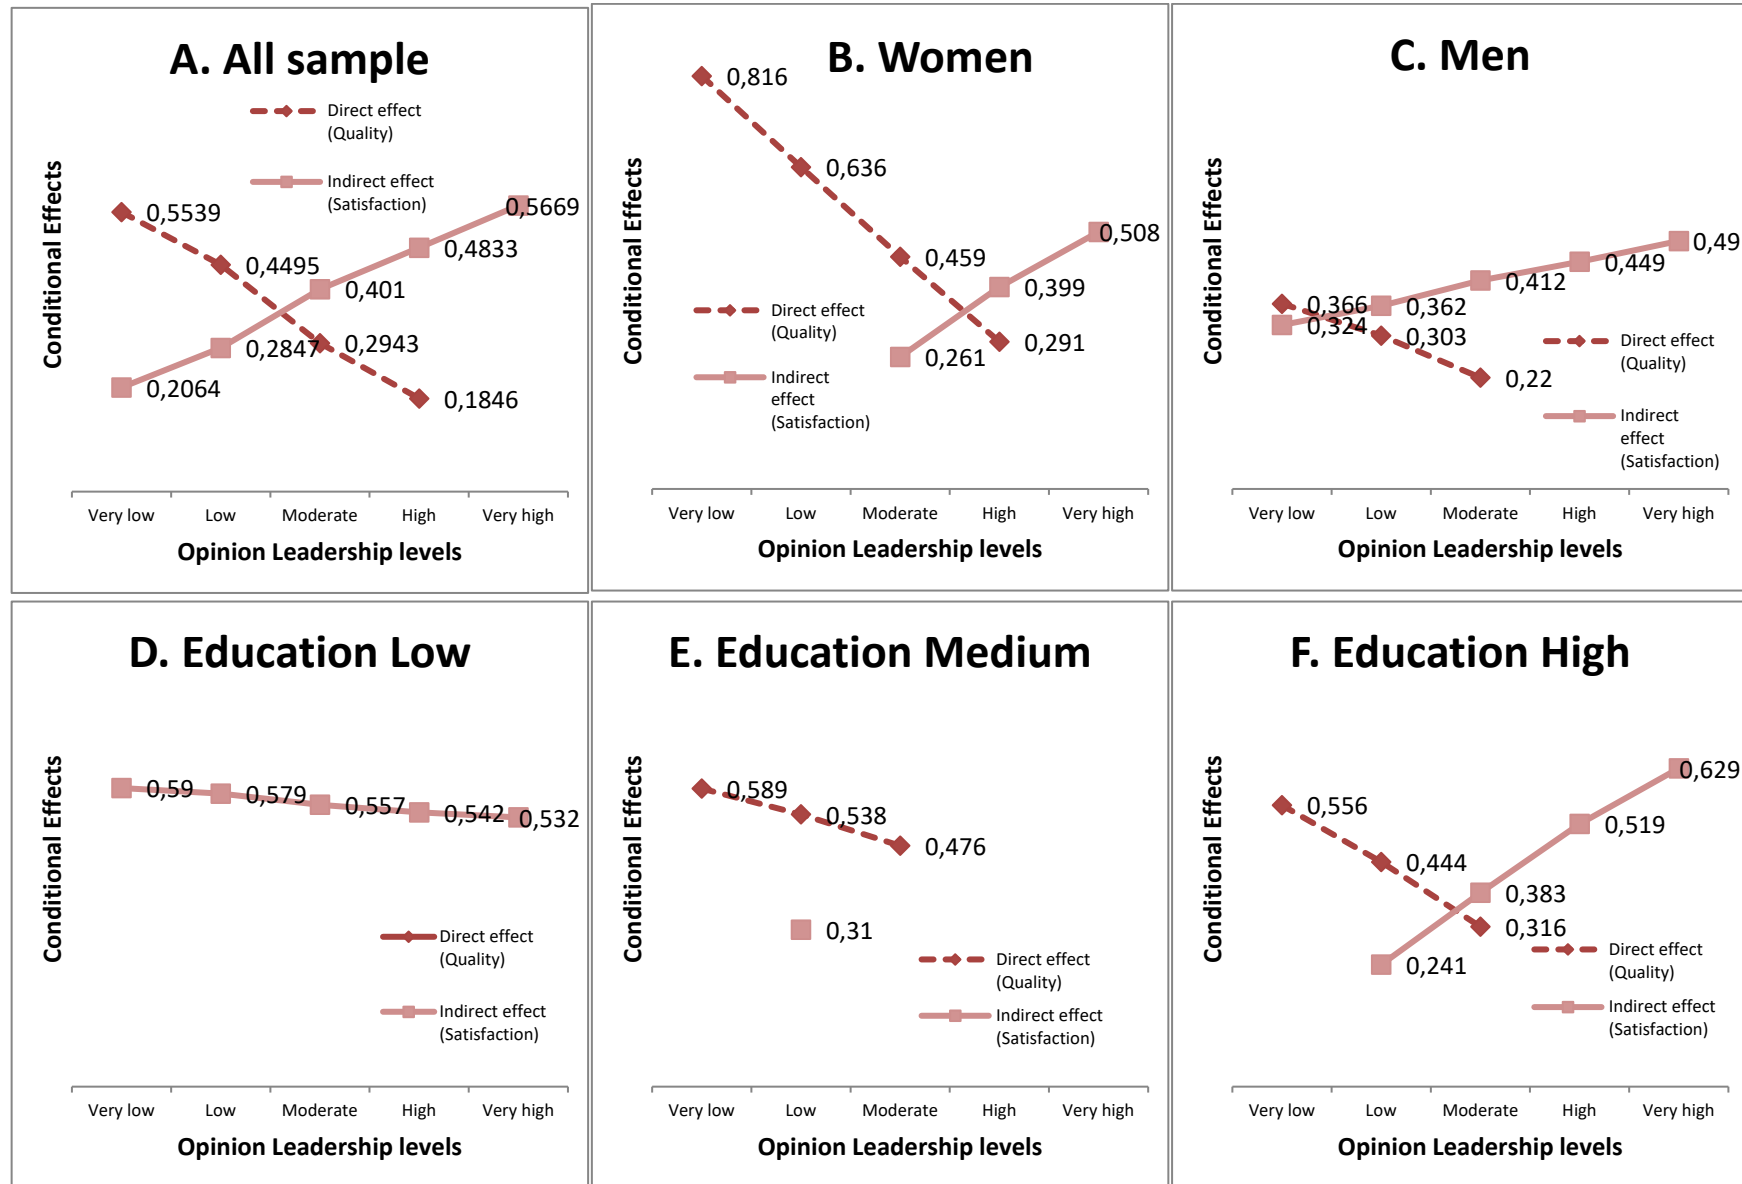 A. All sample
Direct effect
(Quality)
Indirect effect
(Satisfaction)
Conditional Effects
0,5539
0,4495
0,2943
0,1846
0,2064
0,2847
0,401
0,4833
0,5669
Very low Low Moderate High Very high
Opinion Leadership levels
B. Women
Direct effect
(Quality)
Indirect
effect
(Satisfaction)
Conditional Effects
0,816
0,636
0,459
0,291
0,261
0,399
0,508
Very low Low Moderate High Very high
Opinion Leadership levels
C. Men
Direct effect
(Quality)
Indirect
effect
(Satisfaction)
Conditional Effects
0,366
0,303
0,22
0,324
0,362
0,412
0,449
0,49
Very low Low Moderate High Very high
Opinion Leadership levels
D. Education Low
Conditional Effects
0,59
0,579
0,557
0,542
0,532
Direct effect
(Quality)
Indirect effect
(Satisfaction)
Very low Low Moderate High Very high
Opinion Leadership levels
E. Education Medium
Conditional Effects
0,589
0,538
0,476
0,31
Direct effect
(Quality)
Indirect effect
(Satisfaction)
Very low Low Moderate High Very high
Opinion Leadership levels
F. Education High
Conditional Effects
0,556
0,444
0,316
0,241
0,383
0,519
0,629
Direct effect
(Quality)
Indirect effect
(Satisfaction)
Very low Low Moderate High Very high
Opinion Leadership levels